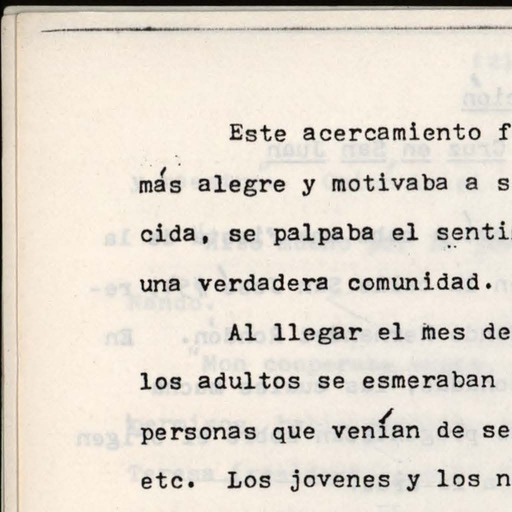 Este acercamiento f
más alegre y motivaba a s
cida, se palpaba el senti
una verdadera comunidad.
Al llegar el mes de
los adultos se esmeraban
personas que venían de se
etc. Los jovenes y los n